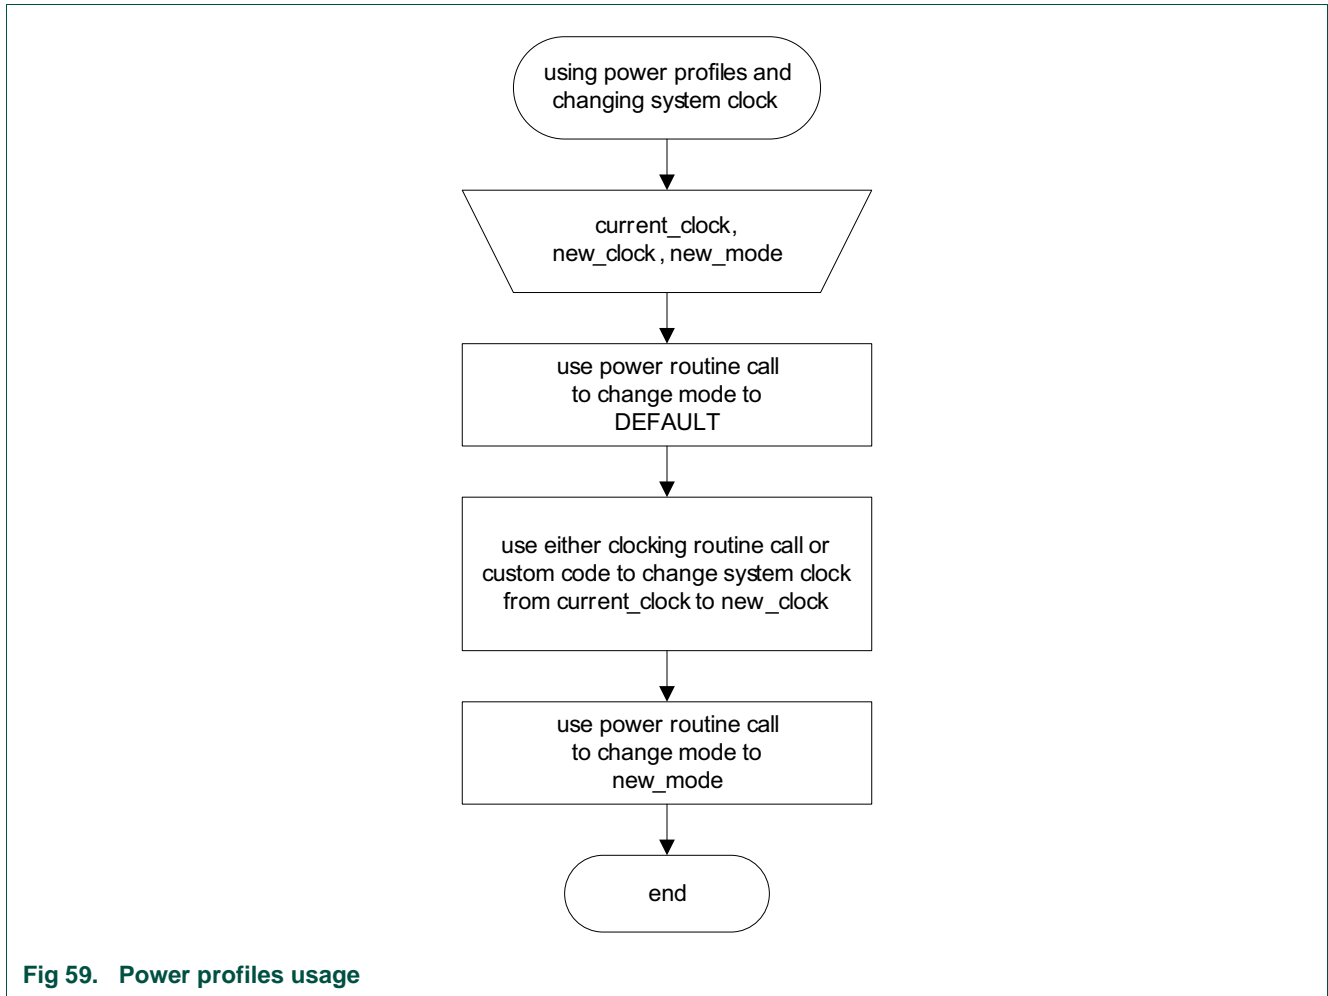 using power profiles and
changing system clock
current_clock,
new_clock, new_mode
use power routine call
to change mode to
DEFAULT
use either clocking routine call or
custom code to change system clock
from current_clock to new_clock
use power routine call
to change mode to
new_mode
end
Fig 59. Power profiles usage